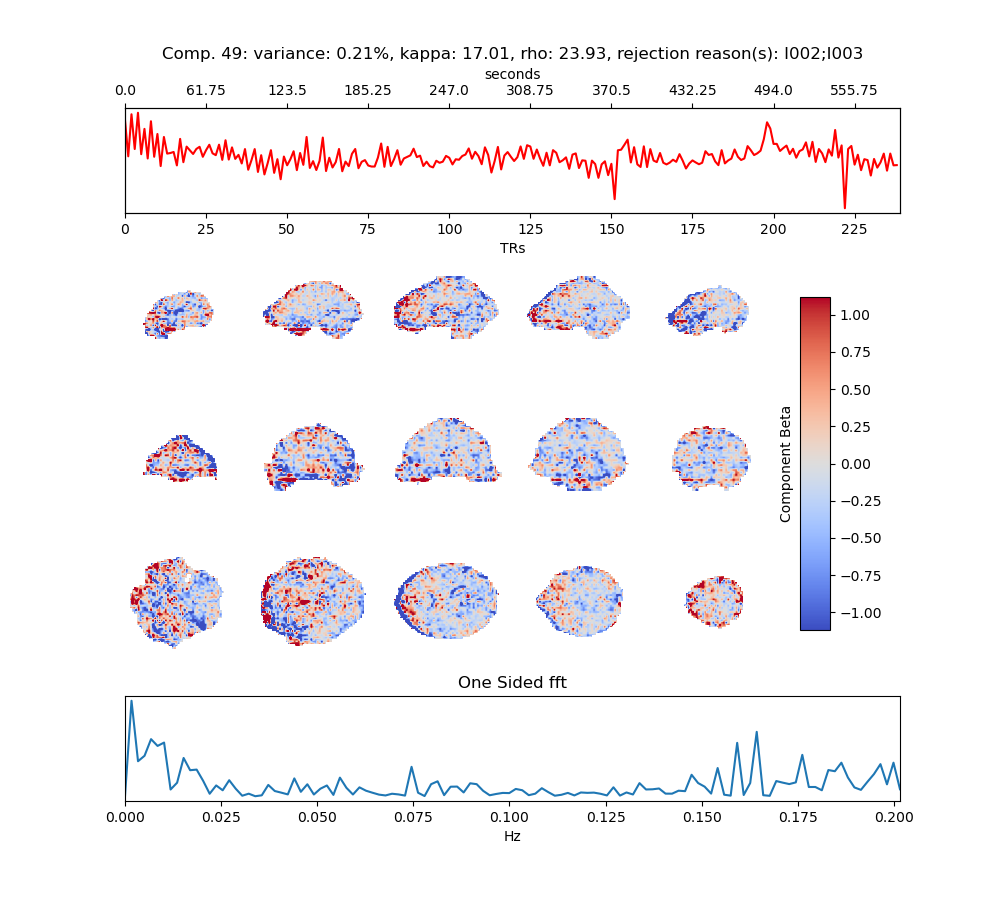 Comp. 49: variance: 0.21%, kappa: 17.01, rho: 23.93, rejection reason(s): I002;I003
seconds
0.0 61.75 123.5 185.25 247.0 308.75 370.5 432.25 494.0 555.75
0 25 50 75 100 125 150 175 200 225
TRs
1.00
0.75
0.50
0.25
0.00
−0.25
−0.50
−0.75
−1.00
Component Beta
One Sided fft
0.000 0.025 0.050 0.075 0.100 0.125 0.150 0.175 0.200
Hz